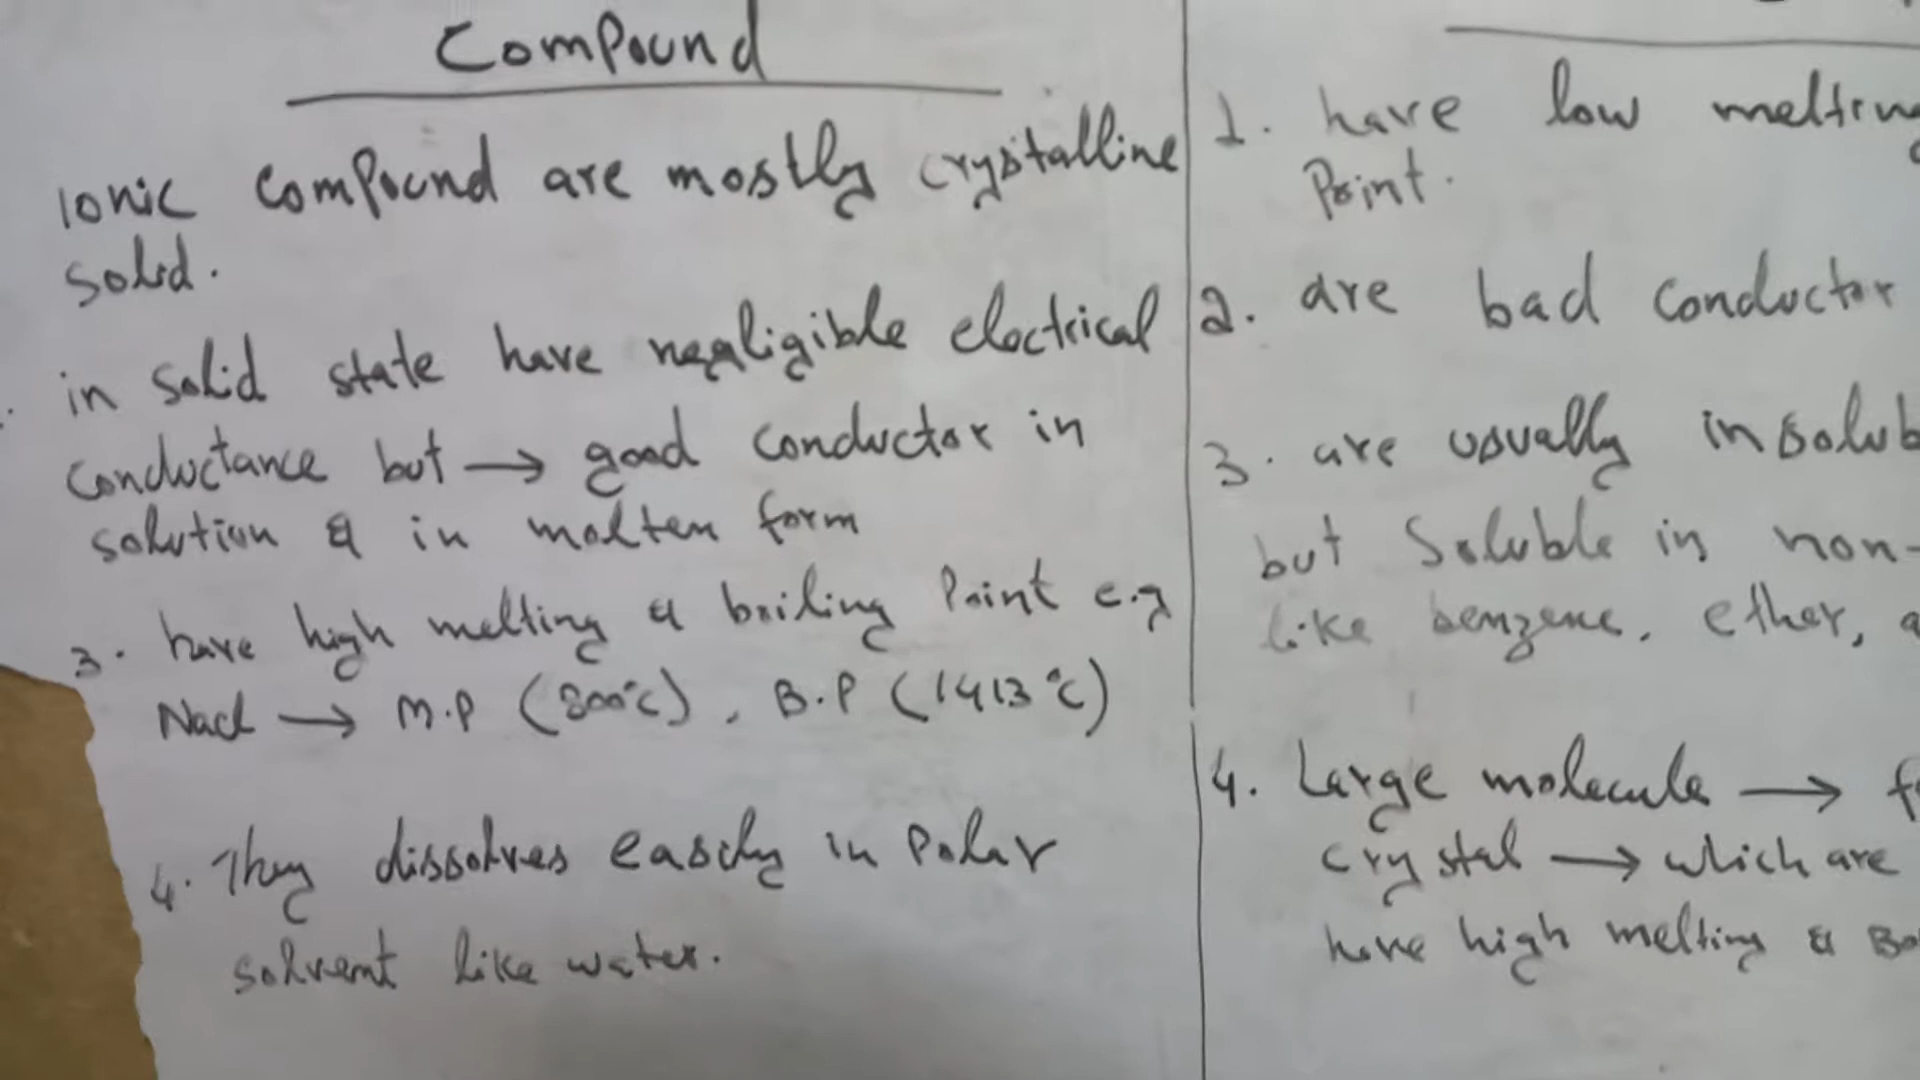 Compound
Ionic Compound are mostly crystalline
solid.
in solid state have negligible electrical
conductance but → good conductor in
solution & in molten form
3. have high melting & boiling Point e.g
Nacl → M.P (800°C), B.P (1413°C)
4. They dissolves easily in Polar
solvent like water.
1. have low melting
Point.
2. are bad conductor
3. are usually insolub
but Soluble in non-
like benzene, ether, a
4. Large molecule → f
crystal → which are
have high melting & Bo